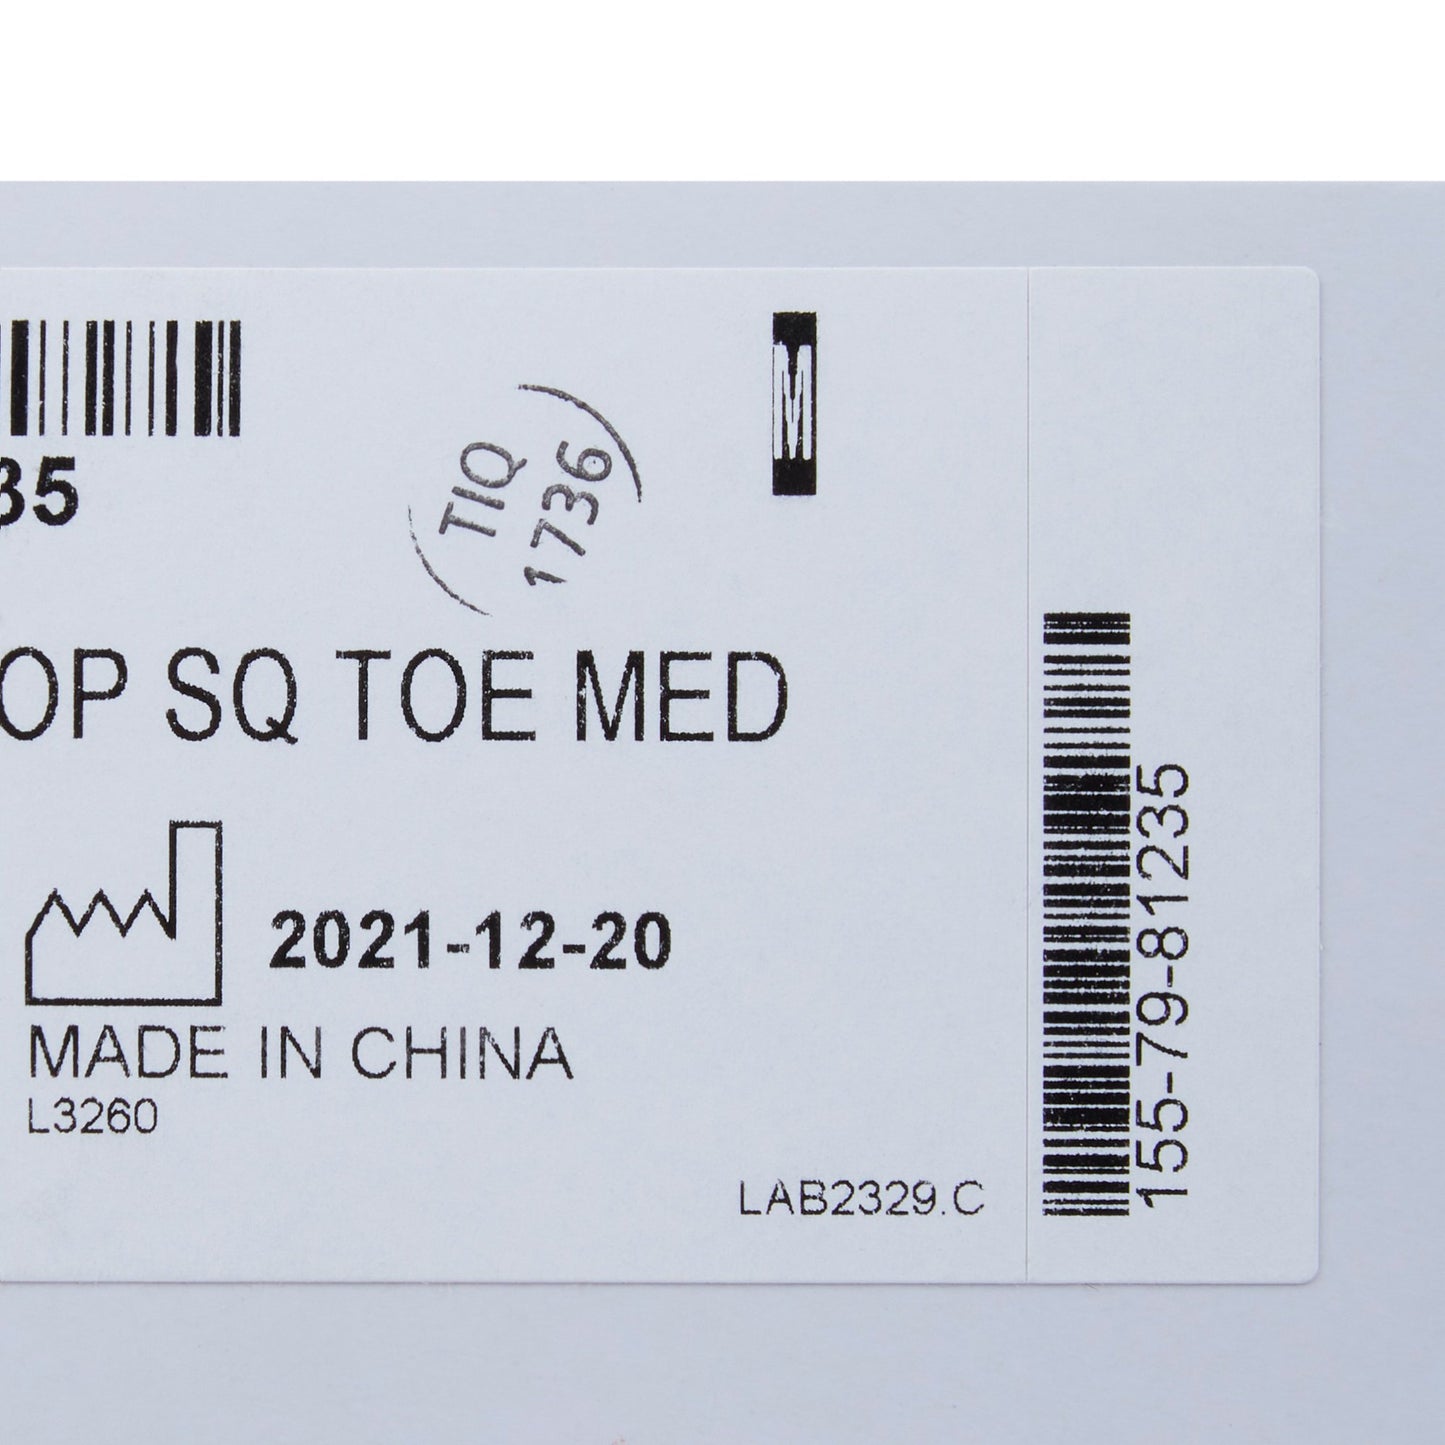 35
M
TIQ
1736
OP SQ TOE MED
2021-12-20
MADE IN CHINA
L3260
LAB2329.C
155-79-81235